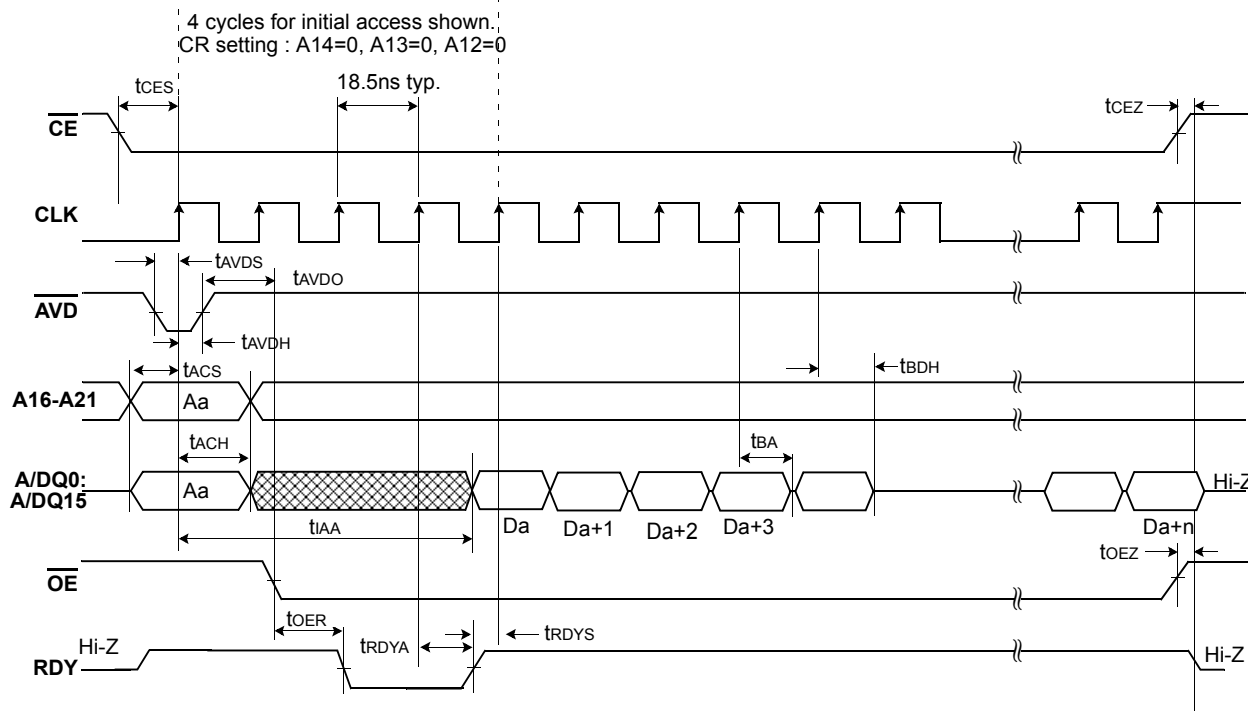 4 cycles for initial access shown.
CR setting : A14=0, A13=0, A12=0
tCES
18.5ns typ.
tCEZ
CE
CLK
tAVDS
tAVDO
AVD
tAVDH
tACS
tBDH
A16-A21
Aa
tACH
tBA
A/DQ0:
A/DQ15
Aa
Hi-Z
tIAA
Da
Da+1
Da+2
Da+3
Da+n
tOEZ
OE
tOER
tRDYS
tRDYA
Hi-Z
Hi-Z
RDY